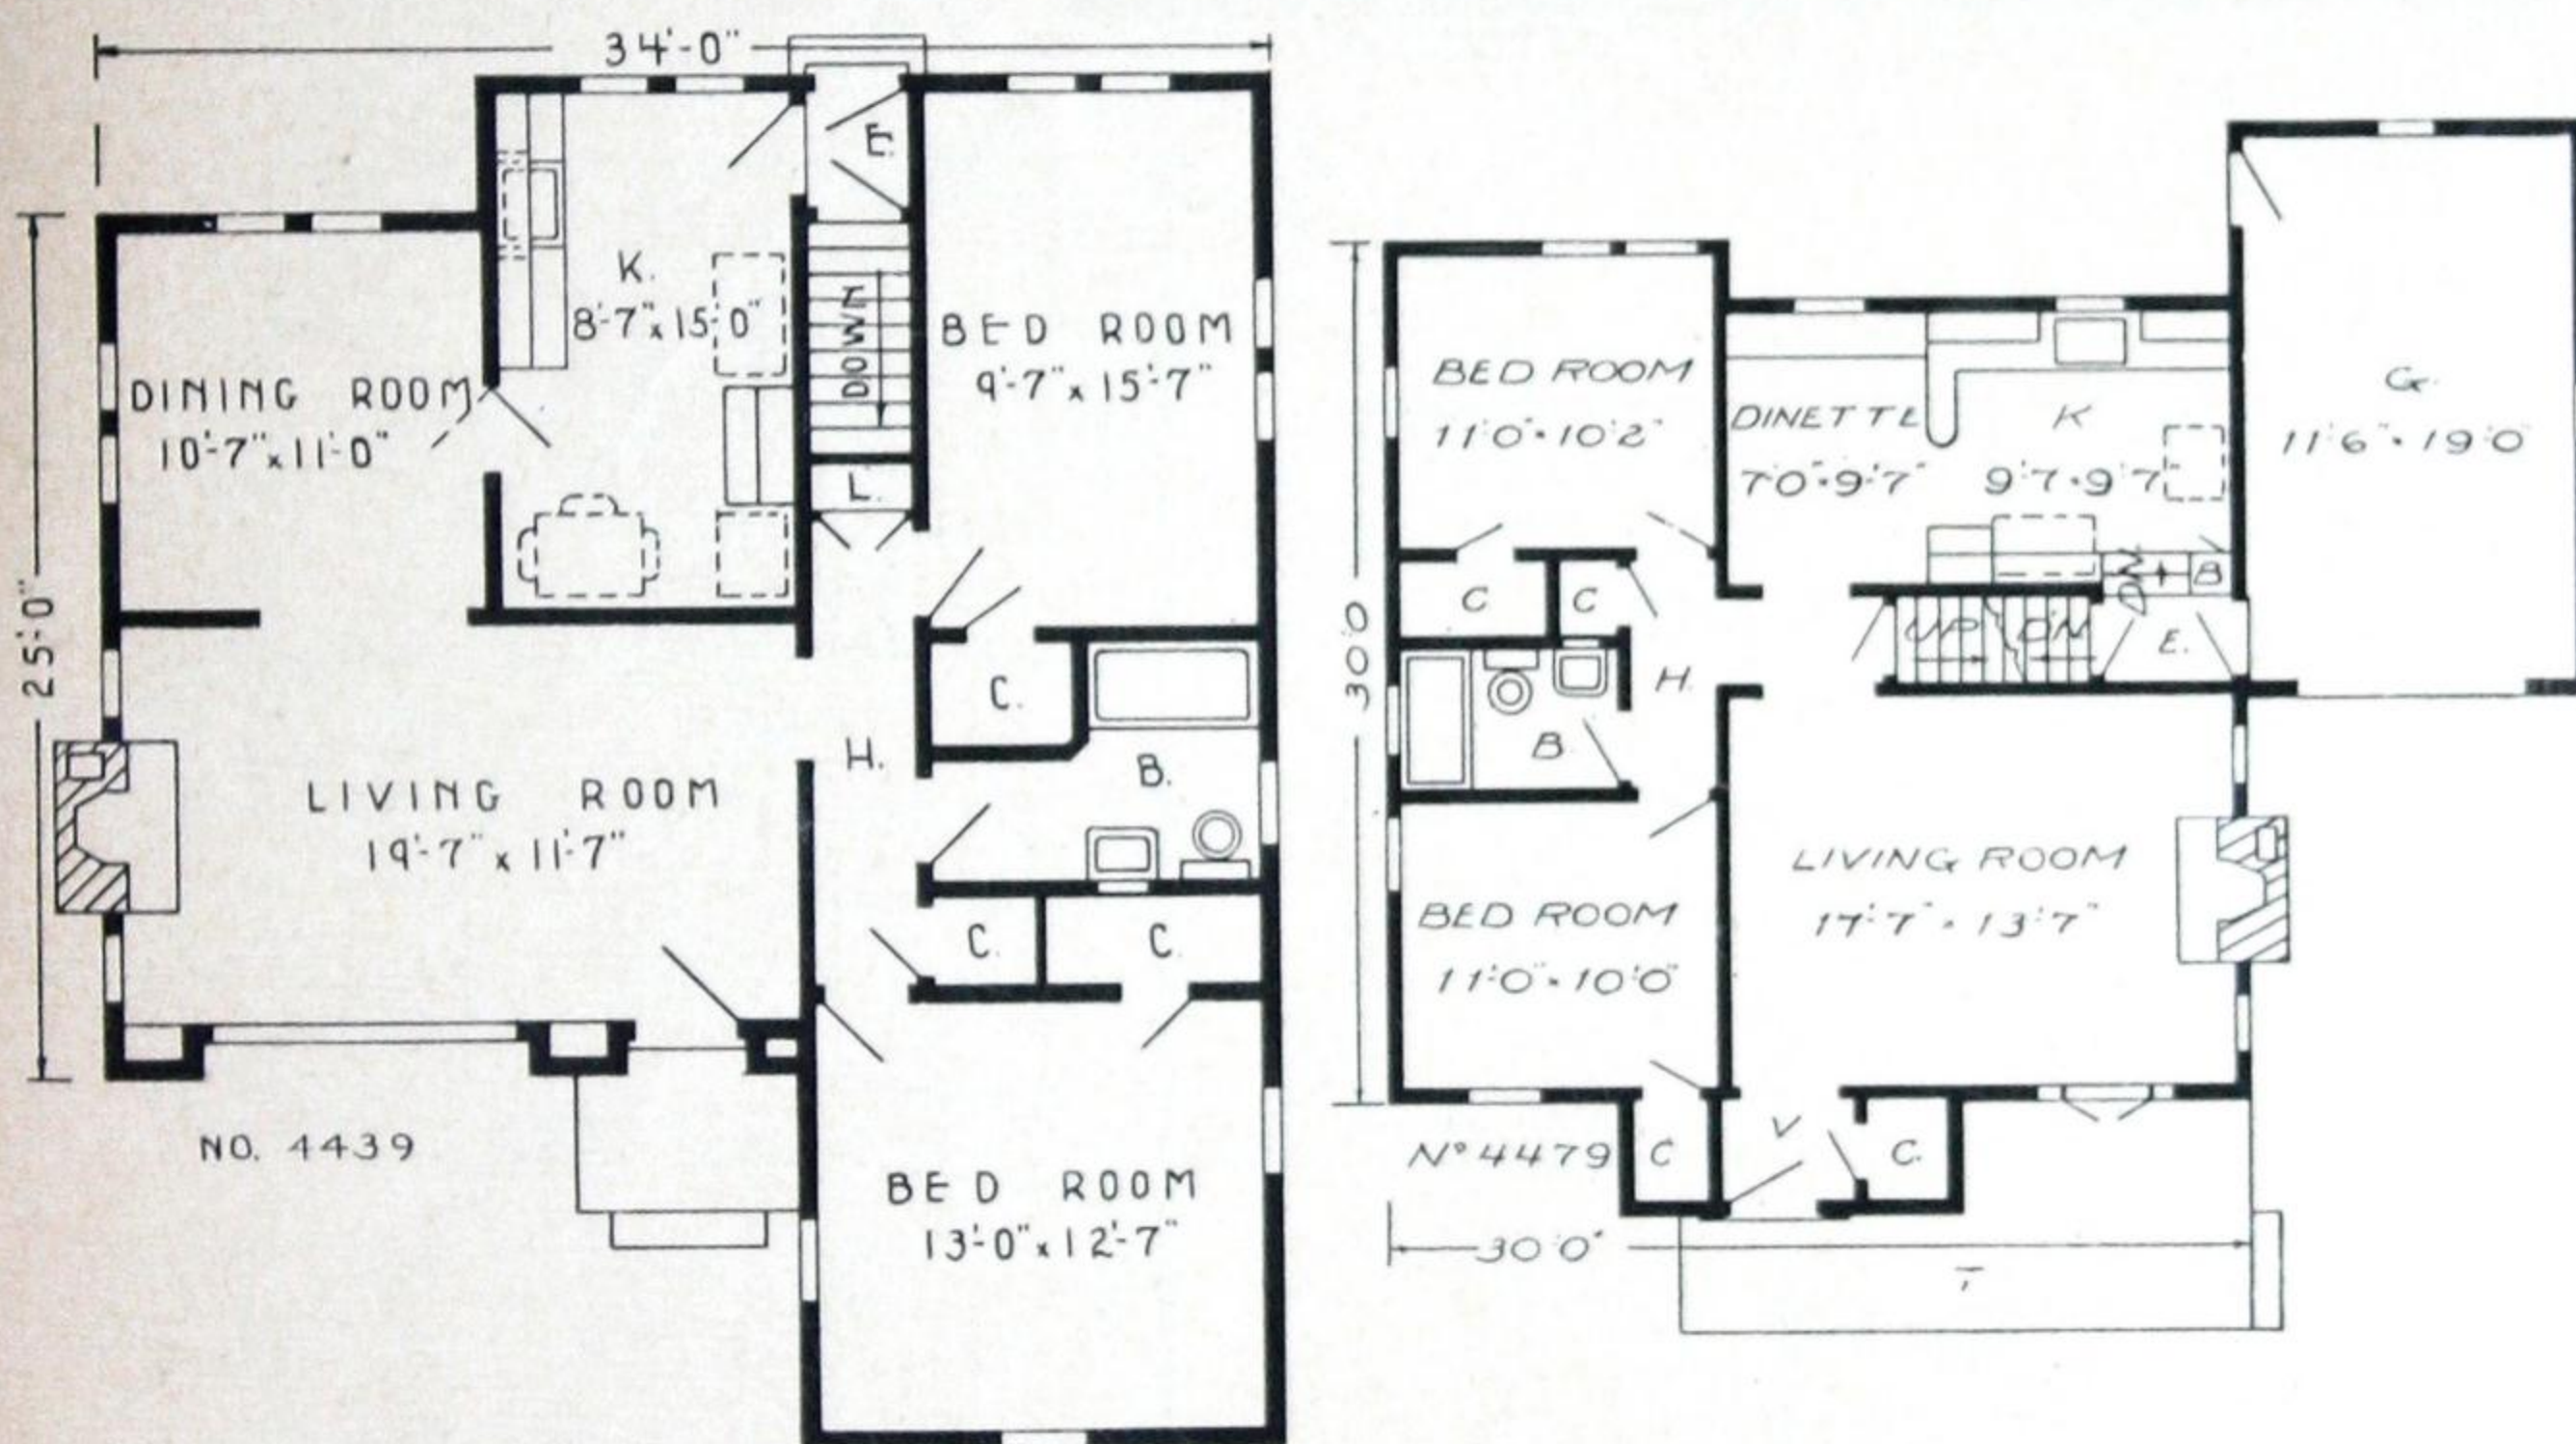 34'-0"
E.
K.
8'-7" x 15'-0"
DOWN
BED ROOM
9'-7" x 15'-7"
DINING ROOM
10'-7" x 11'-0"
L.
25'-0"
C.
H.
B.
LIVING ROOM
19'-7" x 11'-7"
C.
C.
NO. 4439
BED ROOM
13'-0" x 12'-7"
BED ROOM
11'0" x 10'2"
DINETTE
7'0" x 9'7"
K
9'7 x 9'7"
G.
11'6" x 19'0
C
C
DN
B
UP
DN
E.
30'0
H.
B.
LIVING ROOM
17'-7" x 13'-7"
BED ROOM
11'0" x 10'0"
V
Nº 4479
C
C.
30'0"
T